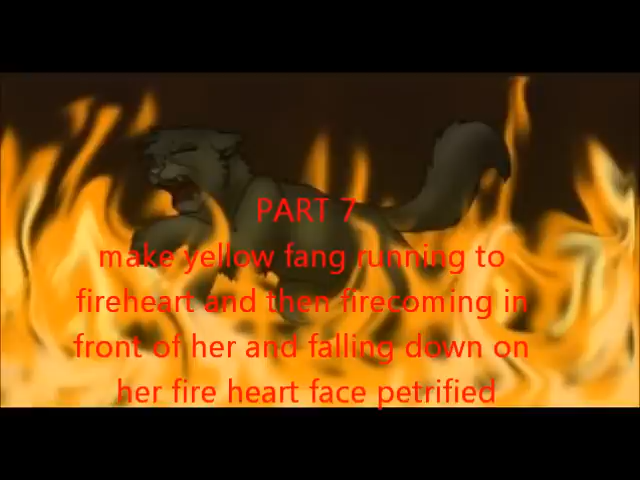 PART 7
make yellow fang running to
fireheart and then firecoming in
front of her and falling down on
her fire heart face petrified